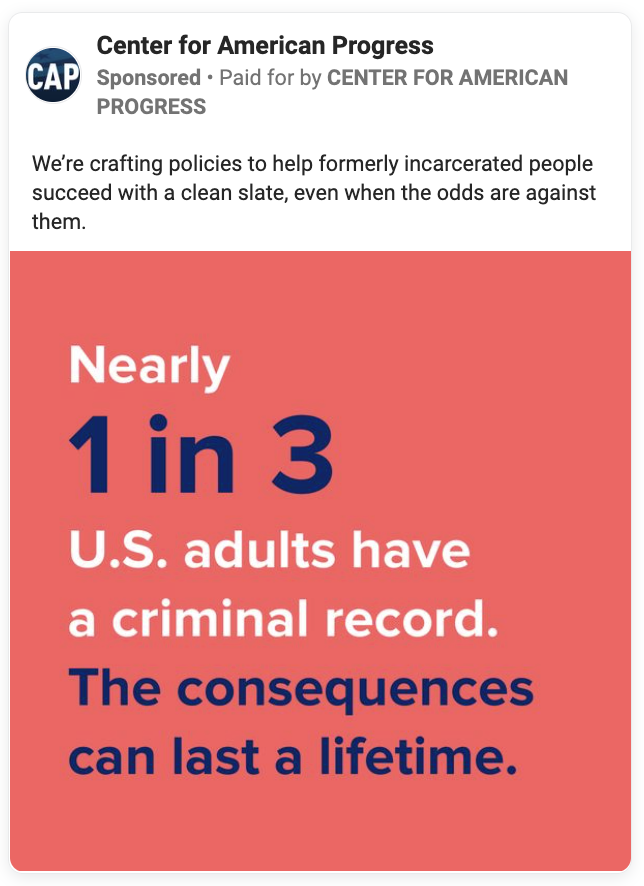 CAP
Center for American Progress
Sponsored • Paid for by CENTER FOR AMERICAN
PROGRESS
We’re crafting policies to help formerly incarcerated people
succeed with a clean slate, even when the odds are against
them.
Nearly
1 in 3
U.S. adults have
a criminal record.
The consequences
can last a lifetime.